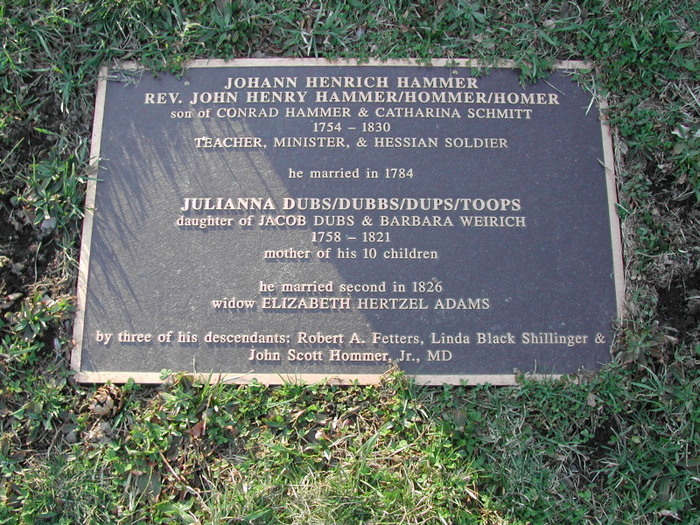 JOHANN HENRICH HAMMER
REV. JOHN HENRY HAMMER/HOMMER/HOMER
son of CONRAD HAMMER & CATHARINA SCHMITT
1754 – 1830
TEACHER, MINISTER, & HESSIAN SOLDIER
he married in 1784
JULIANNA DUBS/DUBBS/DUPS/TOOPS
daughter of JACOB DUBS & BARBARA WEIRICH
1758 – 1821
mother of his 10 children
he married second in 1826
widow ELIZABETH HERTZEL ADAMS
by three of his descendants: Robert A. Fetters, Linda Black Shillinger &
John Scott Hommer, Jr., MD